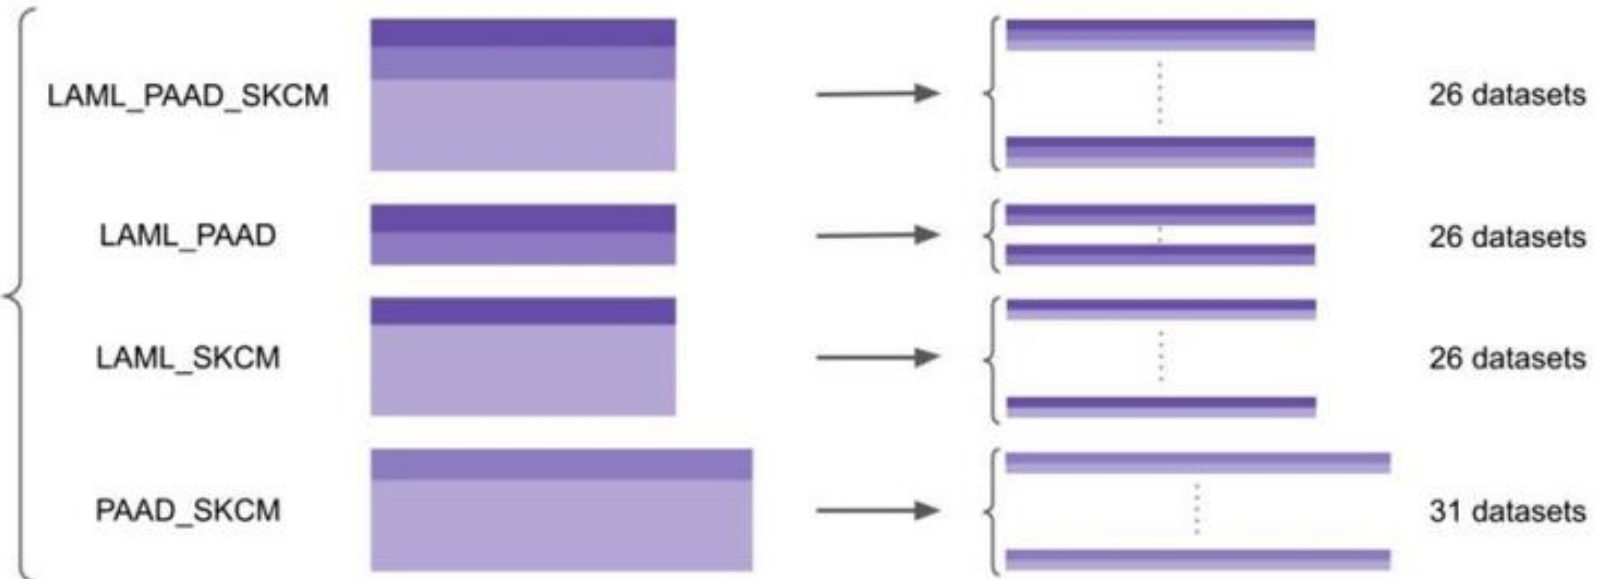 LAML_PAAD_SKCM
26 datasets
LAML_PAAD
26 datasets
LAML_SKCM
26 datasets
PAAD_SKCM
31 datasets